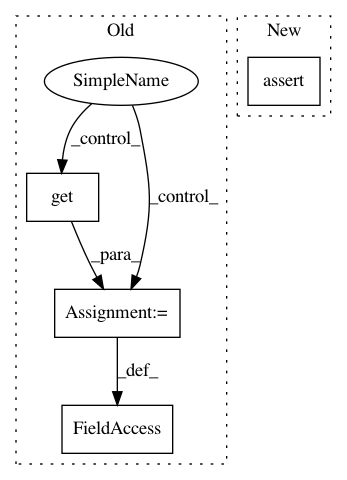 Old
New
SimpleName
assert
_control_
get
_control_
_para_
Assignment:=
_def_
FieldAccess